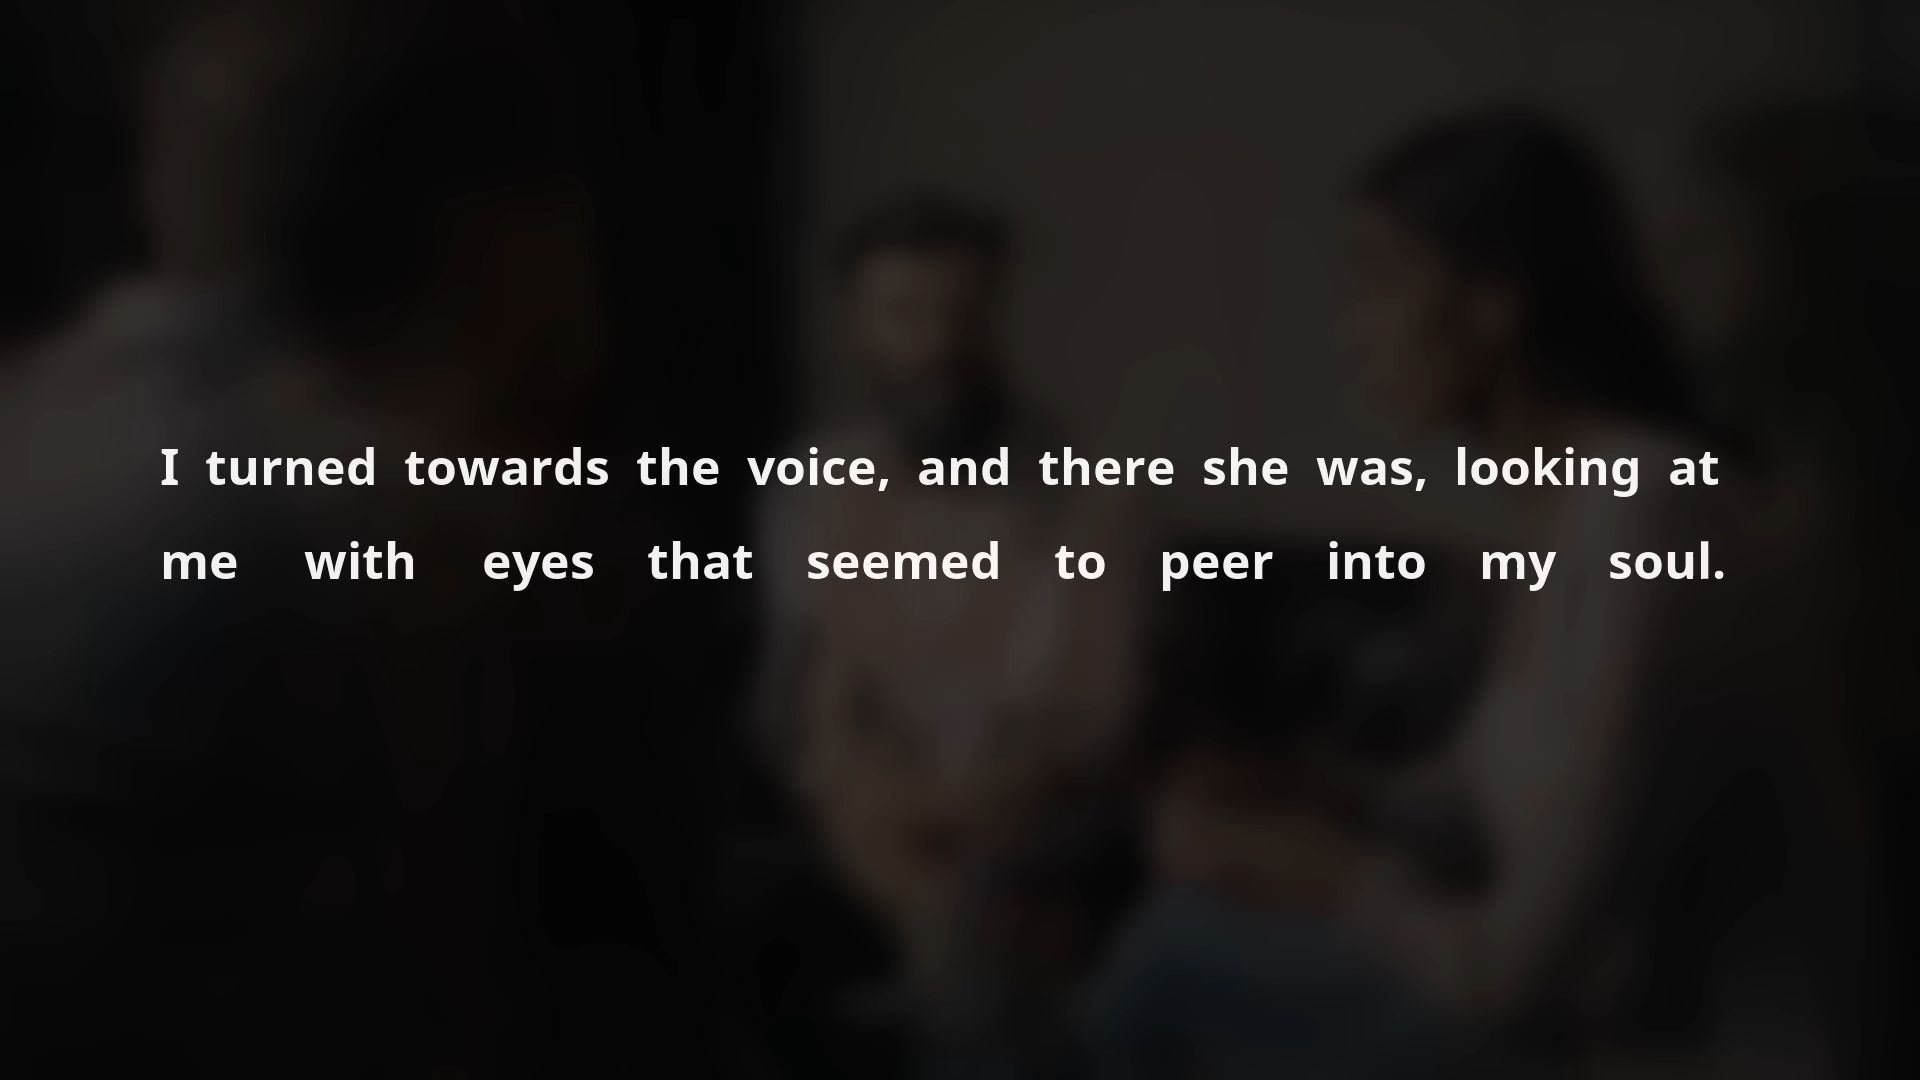 I turned towards the voice, and there she was, looking at
me with eyes that seemed to peer into my soul.